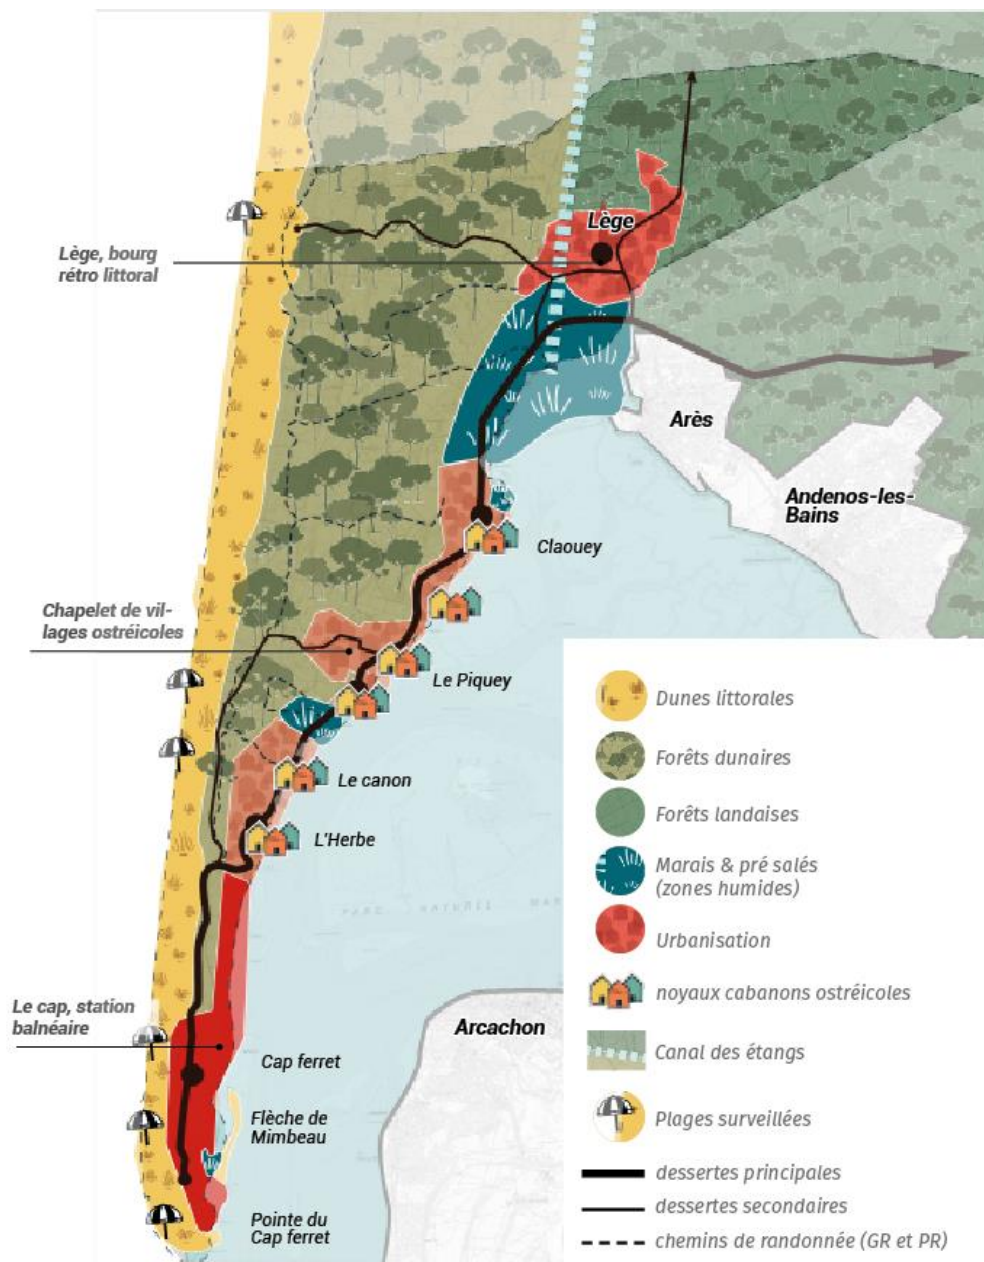 Lège
Lège, bourg
rétro littoral
Arès
Andenos-les-
Bains
Claouey
Chapelet de vil-
lages ostréicoles
Le Piquey
Le canon
L'Herbe
Dunes littorales
Forêts dunaires
Forêts landaises
Marais & pré salés
(zones humides)
Urbanisation
noyaux cabanons ostréicoles
Canal des étangs
Plages surveillées
dessertes principales
dessertes secondaires
chemins de randonnée (GR et PR)
PARC NATUREL MAR
Le cap, station
balnéaire
Arcachon
Cap ferret
Flèche de
Mimbeau
Pointe du
Cap ferret